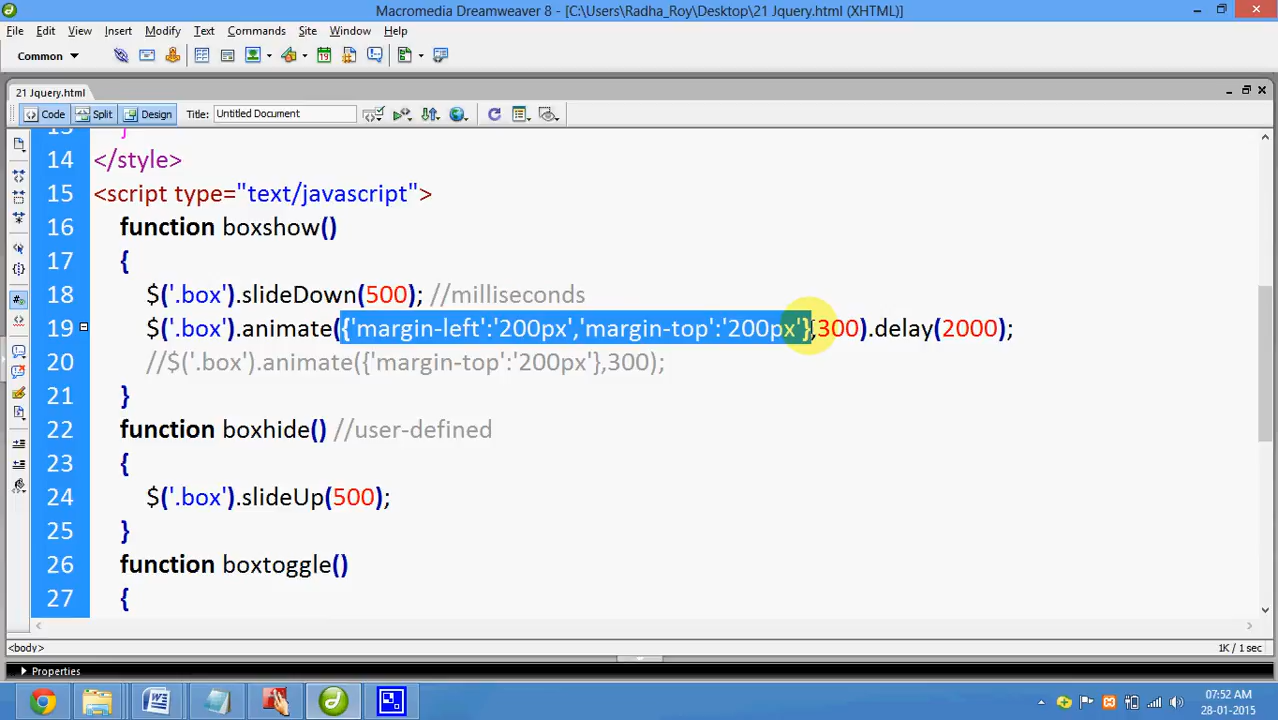 Macromedia Dreamweaver 8 - [C:\Users\Radha_Roy\Desktop\21 Jquery.html (XHTML)]
File Edit View Insert Modify Text Commands Site Window Help
Common
21 Jquery.html
Code Split Design Title: Untitled Document
13 }
14 </style>
15 <script type="text/javascript">
16 function boxshow()
17 {
18 $('.box').slideDown(500); //milliseconds
19 $('.box').animate({'margin-left':'200px','margin-top':'200px'},300).delay(2000);
20 //$('.box').animate({'margin-top':'200px'},300);
21 }
22 function boxhide() //user-defined
23 {
24 $('.box').slideUp(500);
25 }
26 function boxtoggle()
27 {
<body> 1K / 1 sec
Properties
07:52 AM
28-01-2015